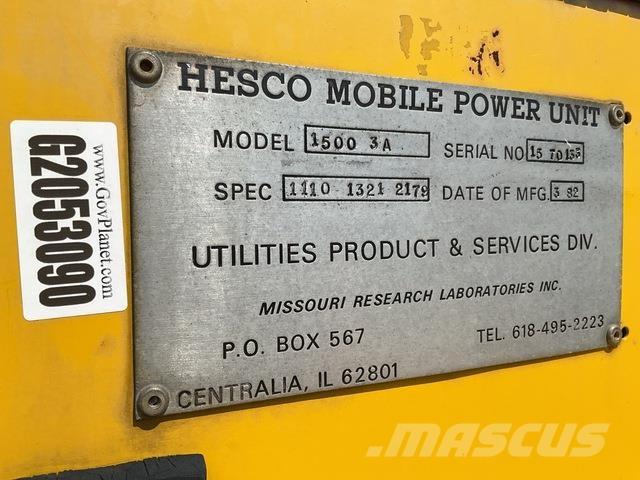 HESCO MOBILE POWER UNIT
MODEL 1500 3A SERIAL NO 15 70133
SPEC 1110 1321 2179 DATE OF MFG. 3 82
UTILITIES PRODUCT & SERVICES DIV.
MISSOURI RESEARCH LABORATORIES INC.
P.O. BOX 567 TEL. 618-495-2223
CENTRALIA, IL 62801
www.GovPlanet.com
G2053090
MASCUS